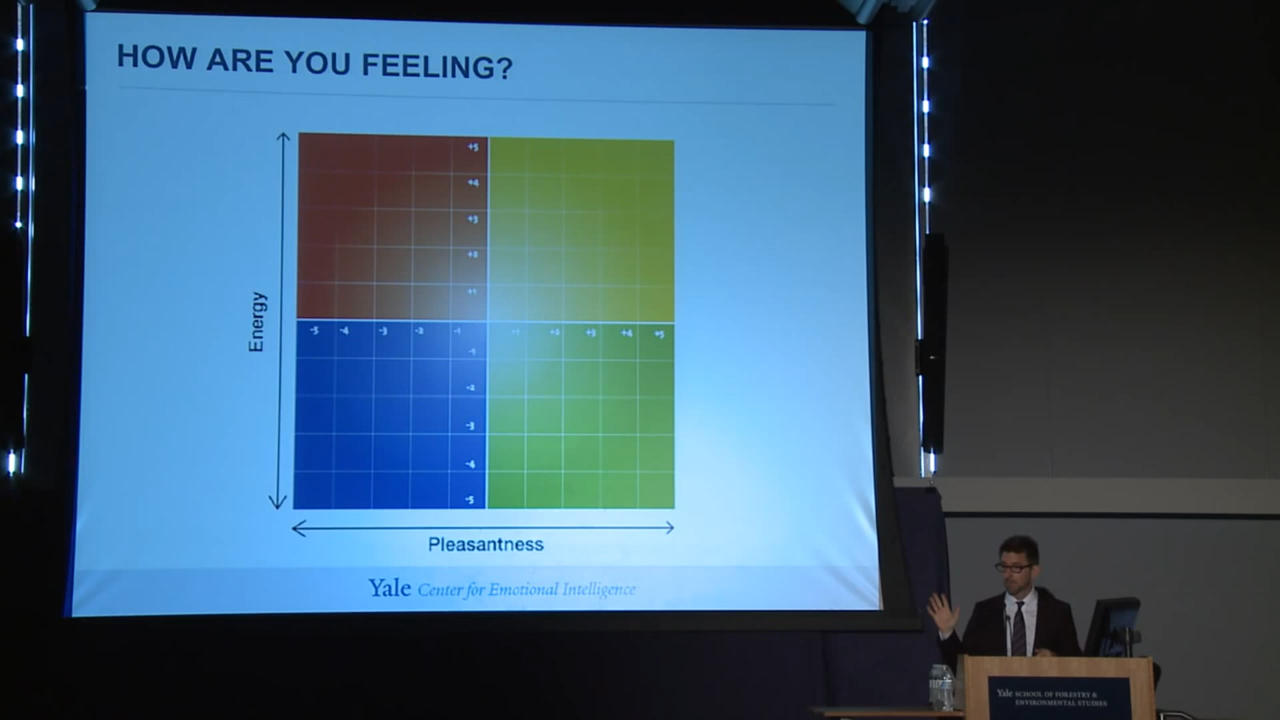 HOW ARE YOU FEELING?
+5
+4
+3
+2
+1
-5 -4 -3 -2 -1 +1 +2 +3 +4 +5
-1
-2
-3
-4
-5
Energy
Pleasantness
Yale Center for Emotional Intelligence
Yale SCHOOL OF FORESTRY &
ENVIRONMENTAL STUDIES